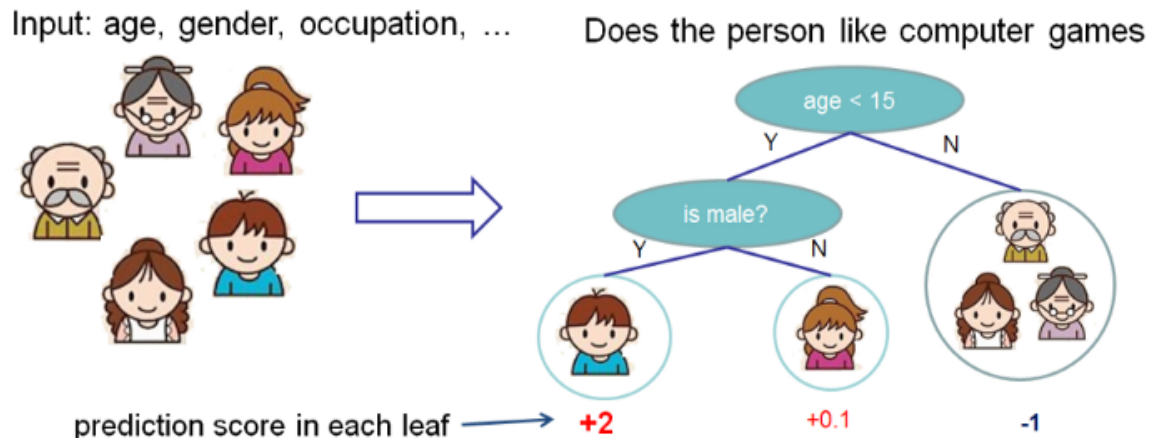 Input: age, gender, occupation, ...
Does the person like computer games
age < 15
Y
N
is male?
Y
N
prediction score in each leaf
+2
+0.1
-1